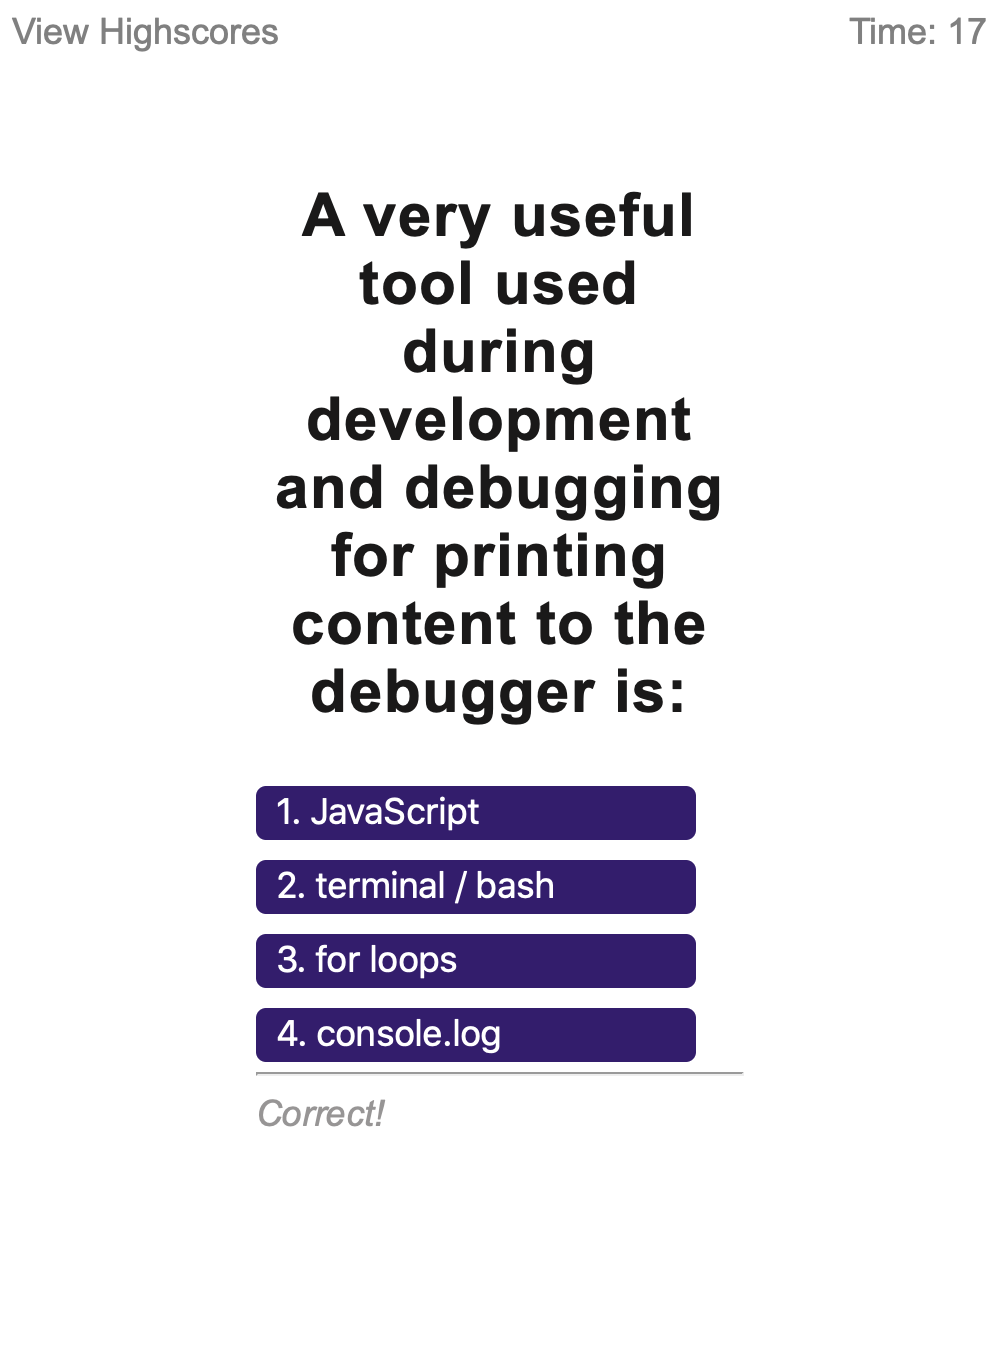 View Highscores
Time: 17
A very useful
tool used
during
development
and debugging
for printing
content to the
debugger is:
1. JavaScript
2. terminal / bash
3. for loops
4. console.log
Correct!